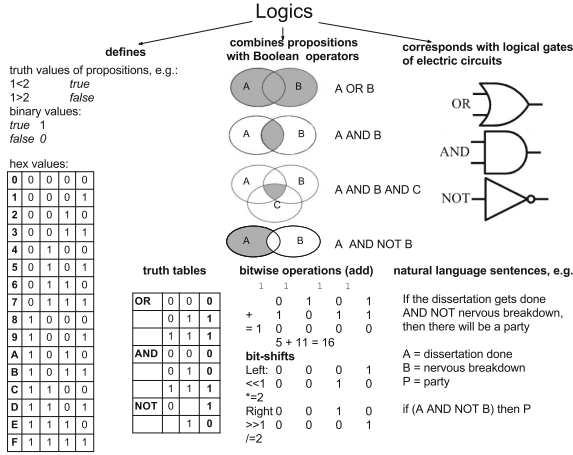 Logics
defines
truth values of propositions, e.g.:
1<2 true
1>2 false
binary values:
true 1
false 0
hex values:
0 0 0 0 0
1 0 0 0 1
2 0 0 1 0
3 0 0 1 1
4 0 1 0 0
5 0 1 0 1
6 0 1 1 0
7 0 1 1 1
8 1 0 0 0
9 1 0 0 1
A 1 0 1 0
B 1 0 1 1
C 1 1 0 0
D 1 1 0 1
E 1 1 1 0
F 1 1 1 1
combines propositions
with Boolean operators
A B A OR B
A B A AND B
A B C A AND B AND C
A B A AND NOT B
corresponds with logical gates
of electric circuits
OR
AND
NOT
truth tables
OR 0 0 0
0 1 1
1 1 1
AND 0 0 0
0 1 0
1 1 1
NOT 0 1
1 0
bitwise operations (add)
1 1 1 1
0 1 0 1
+ 1 0 1 1
= 1 0 0 0 0
5 + 11 = 16
bit-shifts
Left: 0 0 0 1
<<1 0 0 1 0
*=2
Right 0 0 1 0
>>1 0 0 0 1
/=2
natural language sentences, e.g.
If the dissertation gets done
AND NOT nervous breakdown,
then there will be a party
A = dissertation done
B = nervous breakdown
P = party
if (A AND NOT B) then P